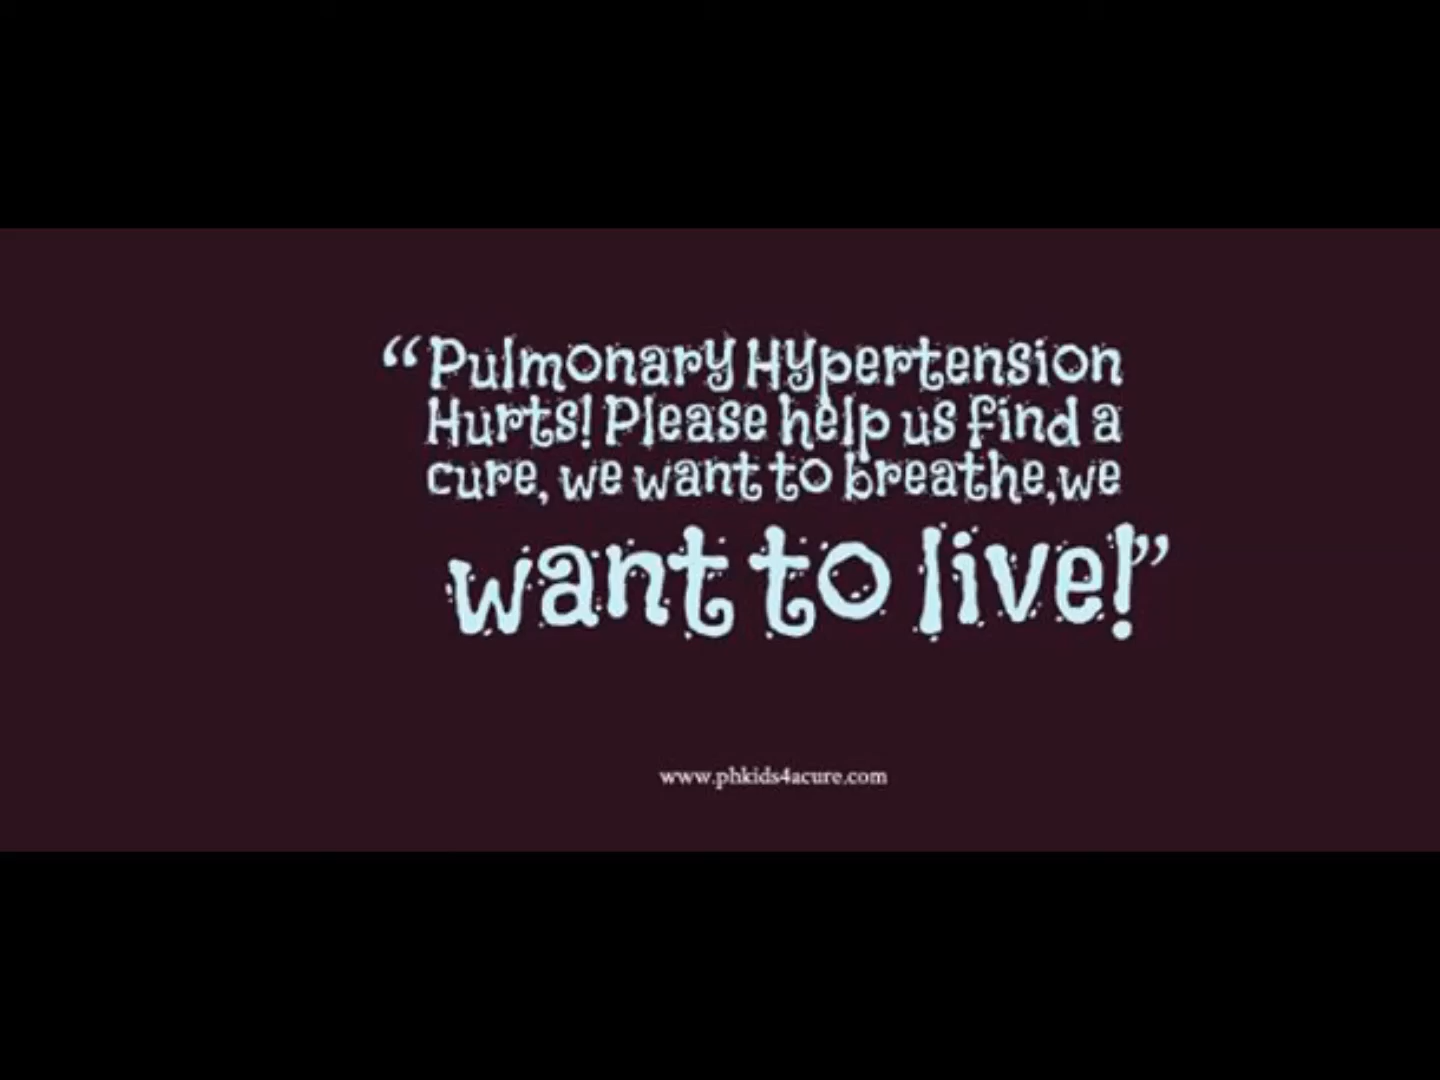 “Pulmonary Hypertension
Hurts! Please help us find a
cure, we want to breathe,we
want to live!”
www.phkids4acure.com